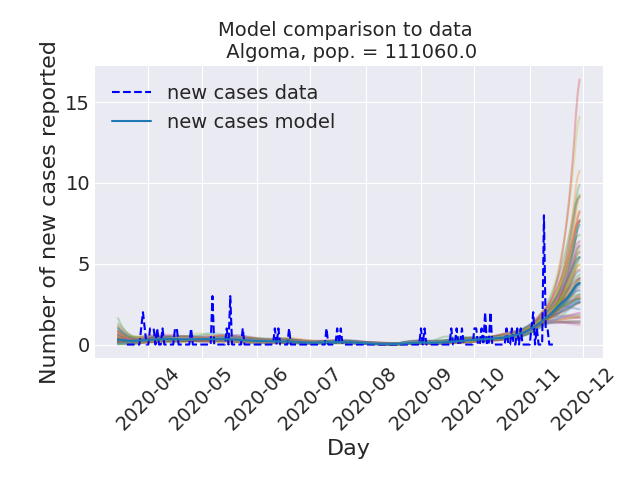 Model comparison to data
Algoma, pop. = 111060.0
Number of new cases reported
15
10
5
0
new cases data
new cases model
2020-04
2020-05
2020-06
2020-07
2020-08
2020-09
2020-10
2020-11
2020-12
Day